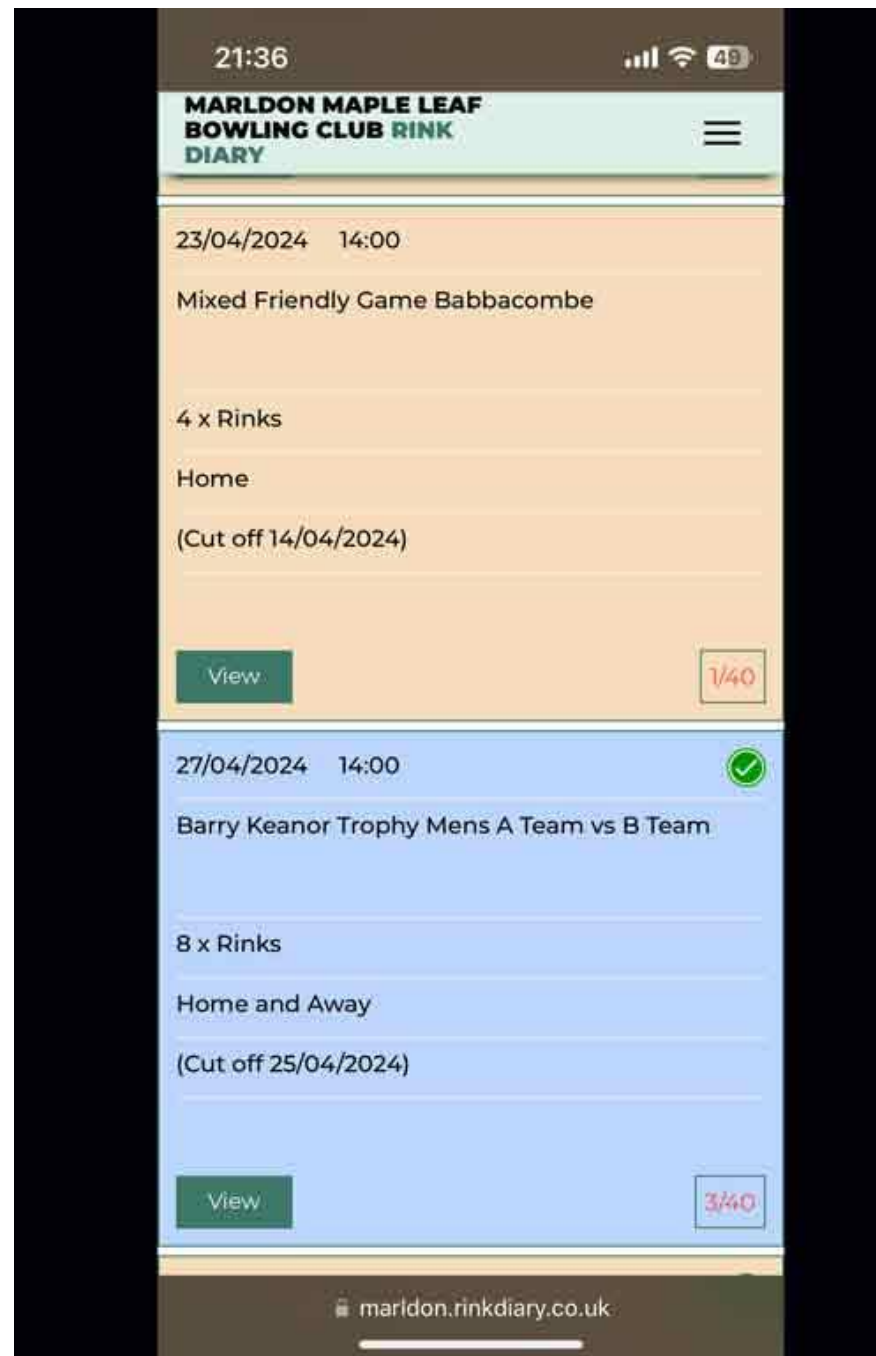 21:36
49
MARLDON MAPLE LEAF
BOWLING CLUB RINK
DIARY
23/04/2024 14:00
Mixed Friendly Game Babbacombe
4 x Rinks
Home
(Cut off 14/04/2024)
View
1/40
27/04/2024 14:00
Barry Keanor Trophy Mens A Team vs B Team
8 x Rinks
Home and Away
(Cut off 25/04/2024)
View
3/40
marldon.rinkdiary.co.uk